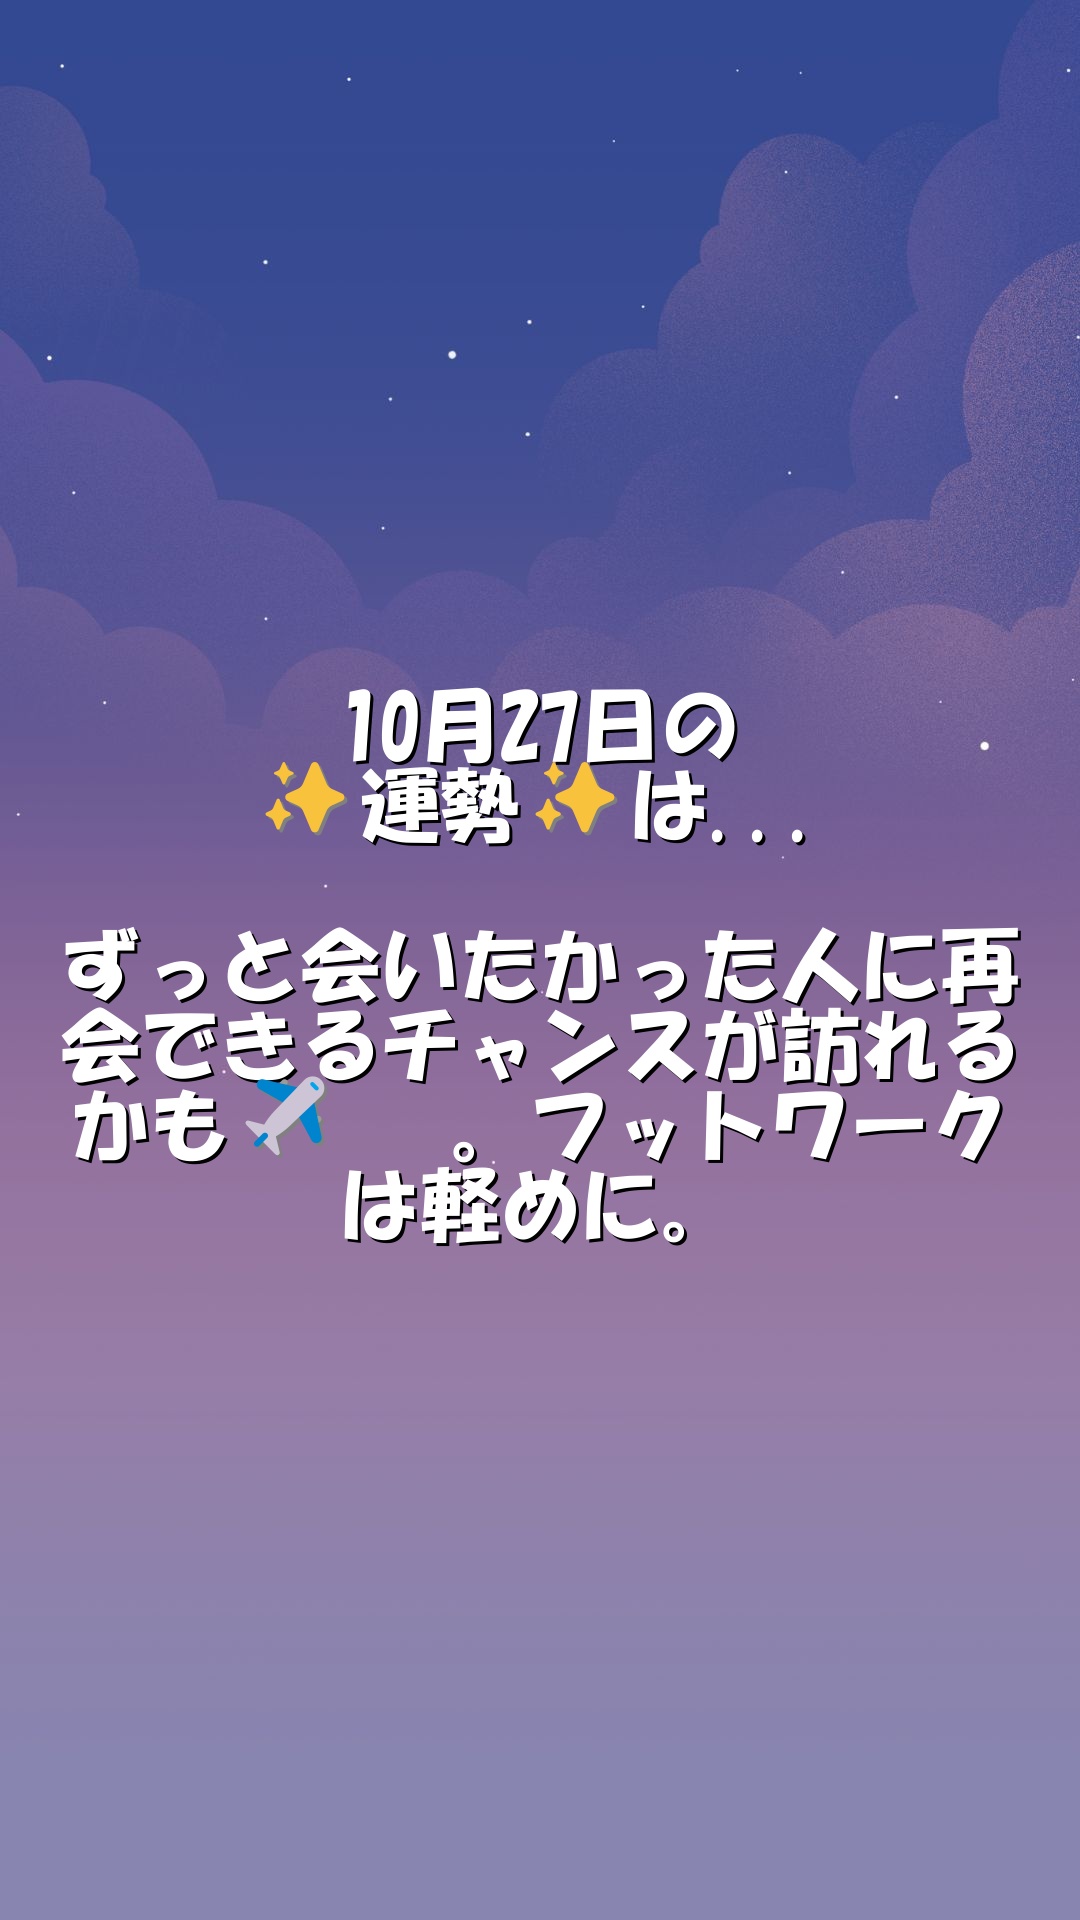 10月27日の
✨運勢✨は...
ずっと会いたかった人に再
会できるチャンスが訪れる
かも✈️。フットワーク
は軽めに。